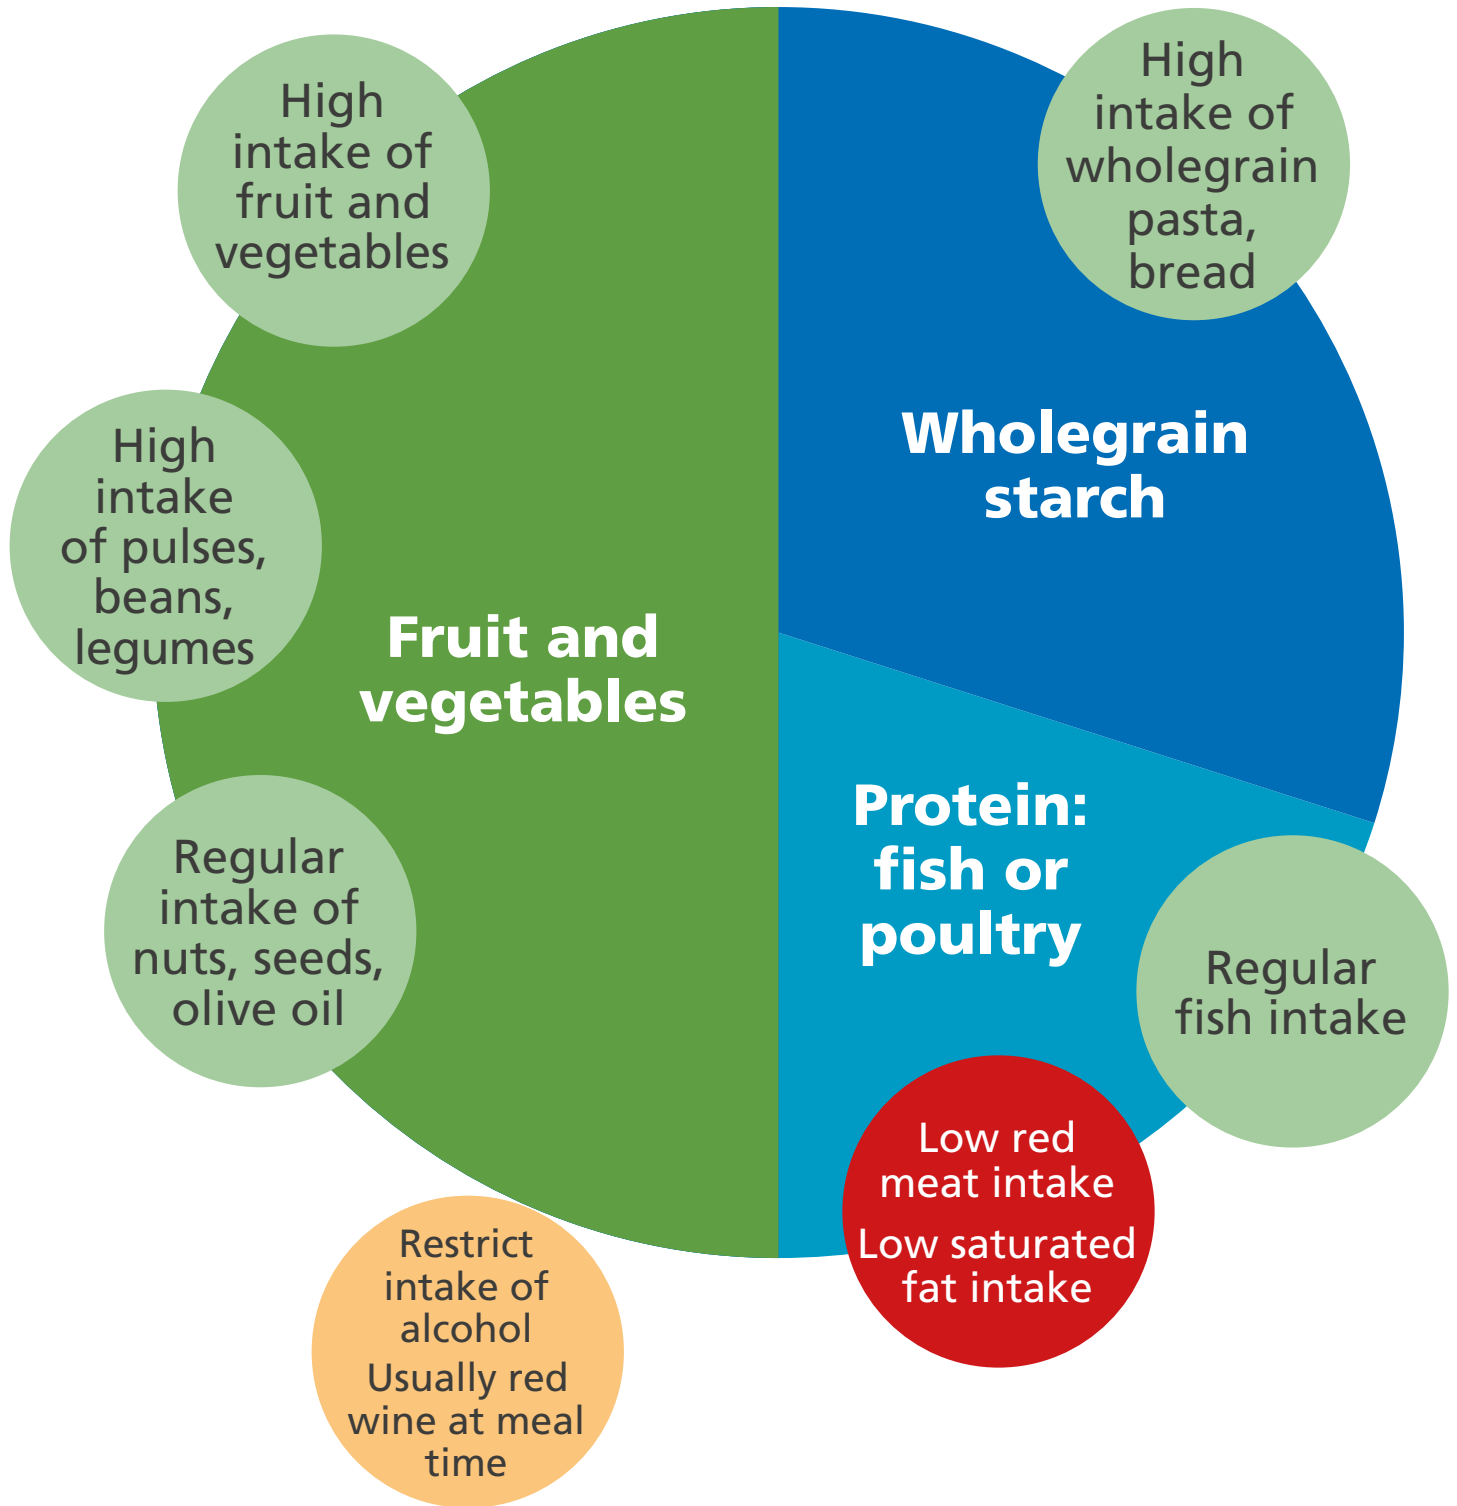 High
intake of
fruit and
vegetables
High
intake of
wholegrain
pasta,
bread
Wholegrain
starch
High
intake
of pulses,
beans,
legumes
Fruit and
vegetables
Protein:
fish or
poultry
Regular
intake of
nuts, seeds,
olive oil
Regular
fish intake
Low red
meat intake
Low saturated
fat intake
Restrict
intake of
alcohol
Usually red
wine at meal
time